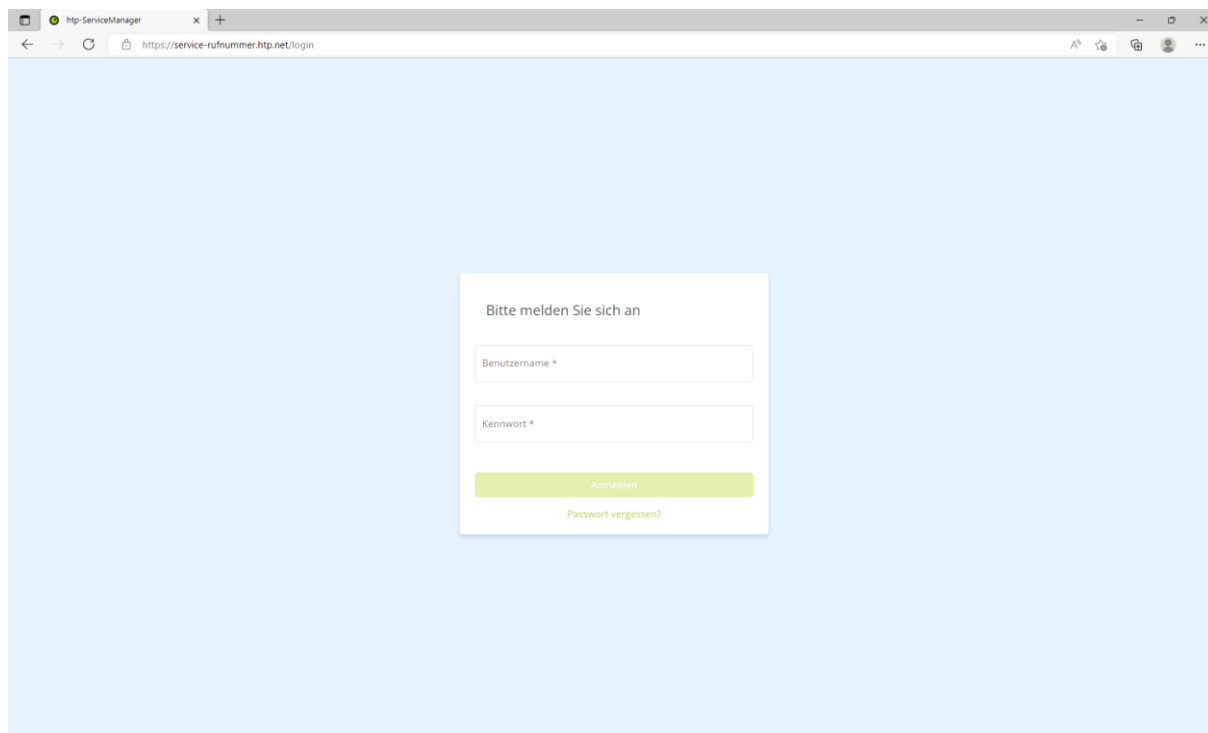 htp-ServiceManager
https://service-rufnummer.htp.net/login
Bitte melden Sie sich an
Benutzername *
Kennwort *
Anmelden
Passwort vergessen?